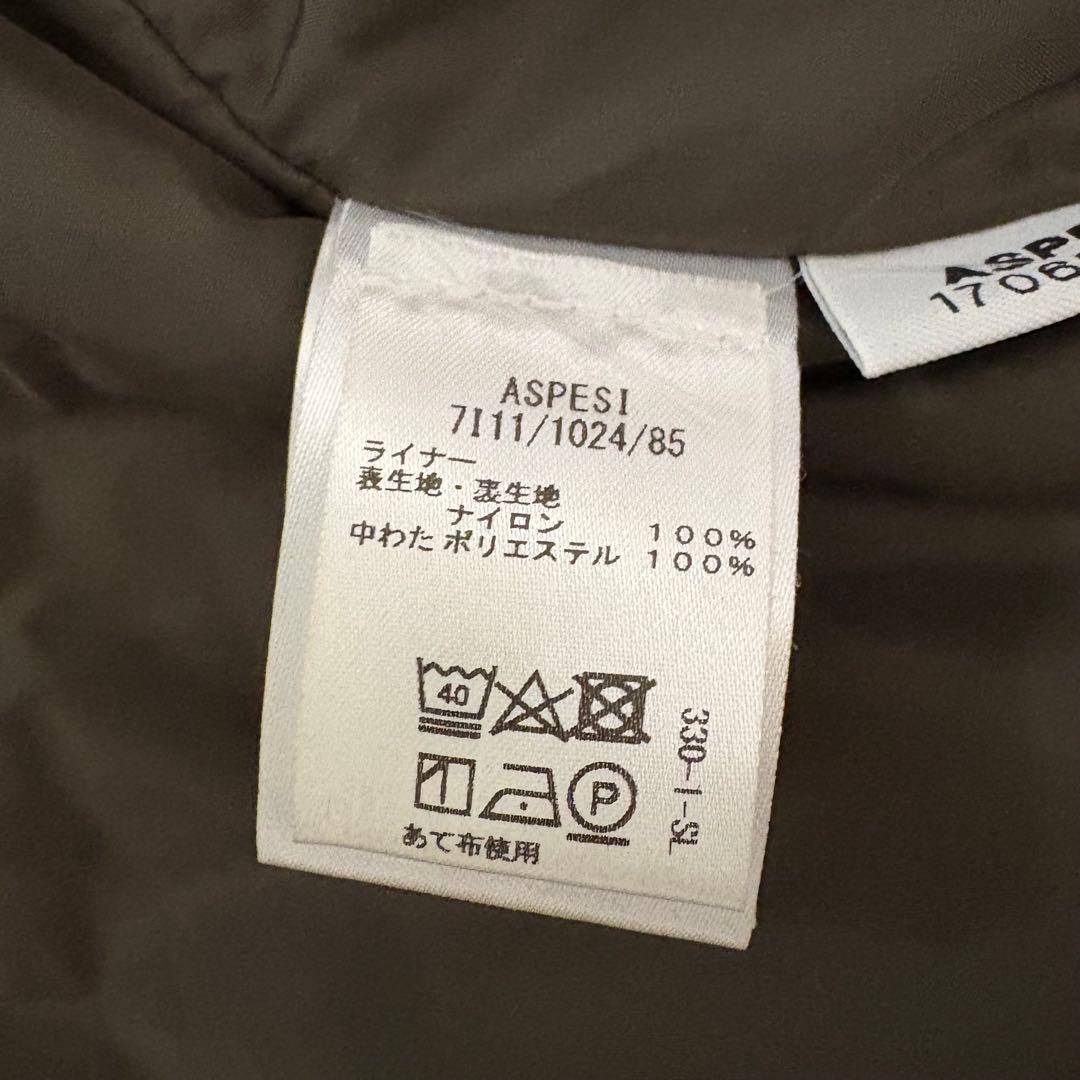 ASPESI
7I11/1024/85
ライナー
表生地・裏生地
ナイロン 100%
中わた ポリエステル 100%
40
P
あて布使用
330-I-SL
ASPE
1706